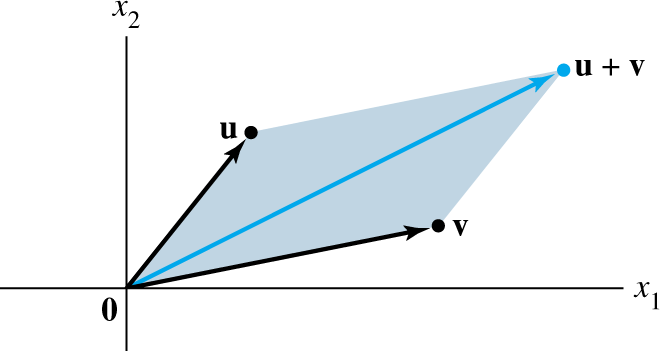 x₂
u + v
u
v
x₁
0